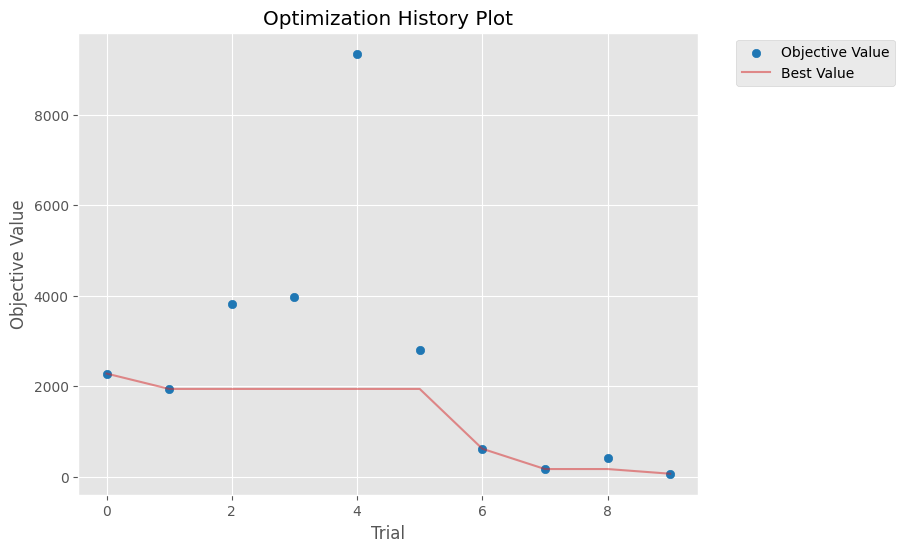 Optimization History Plot
Objective Value
Best Value
8000
6000
4000
2000
0
Objective Value
0 2 4 6 8
Trial